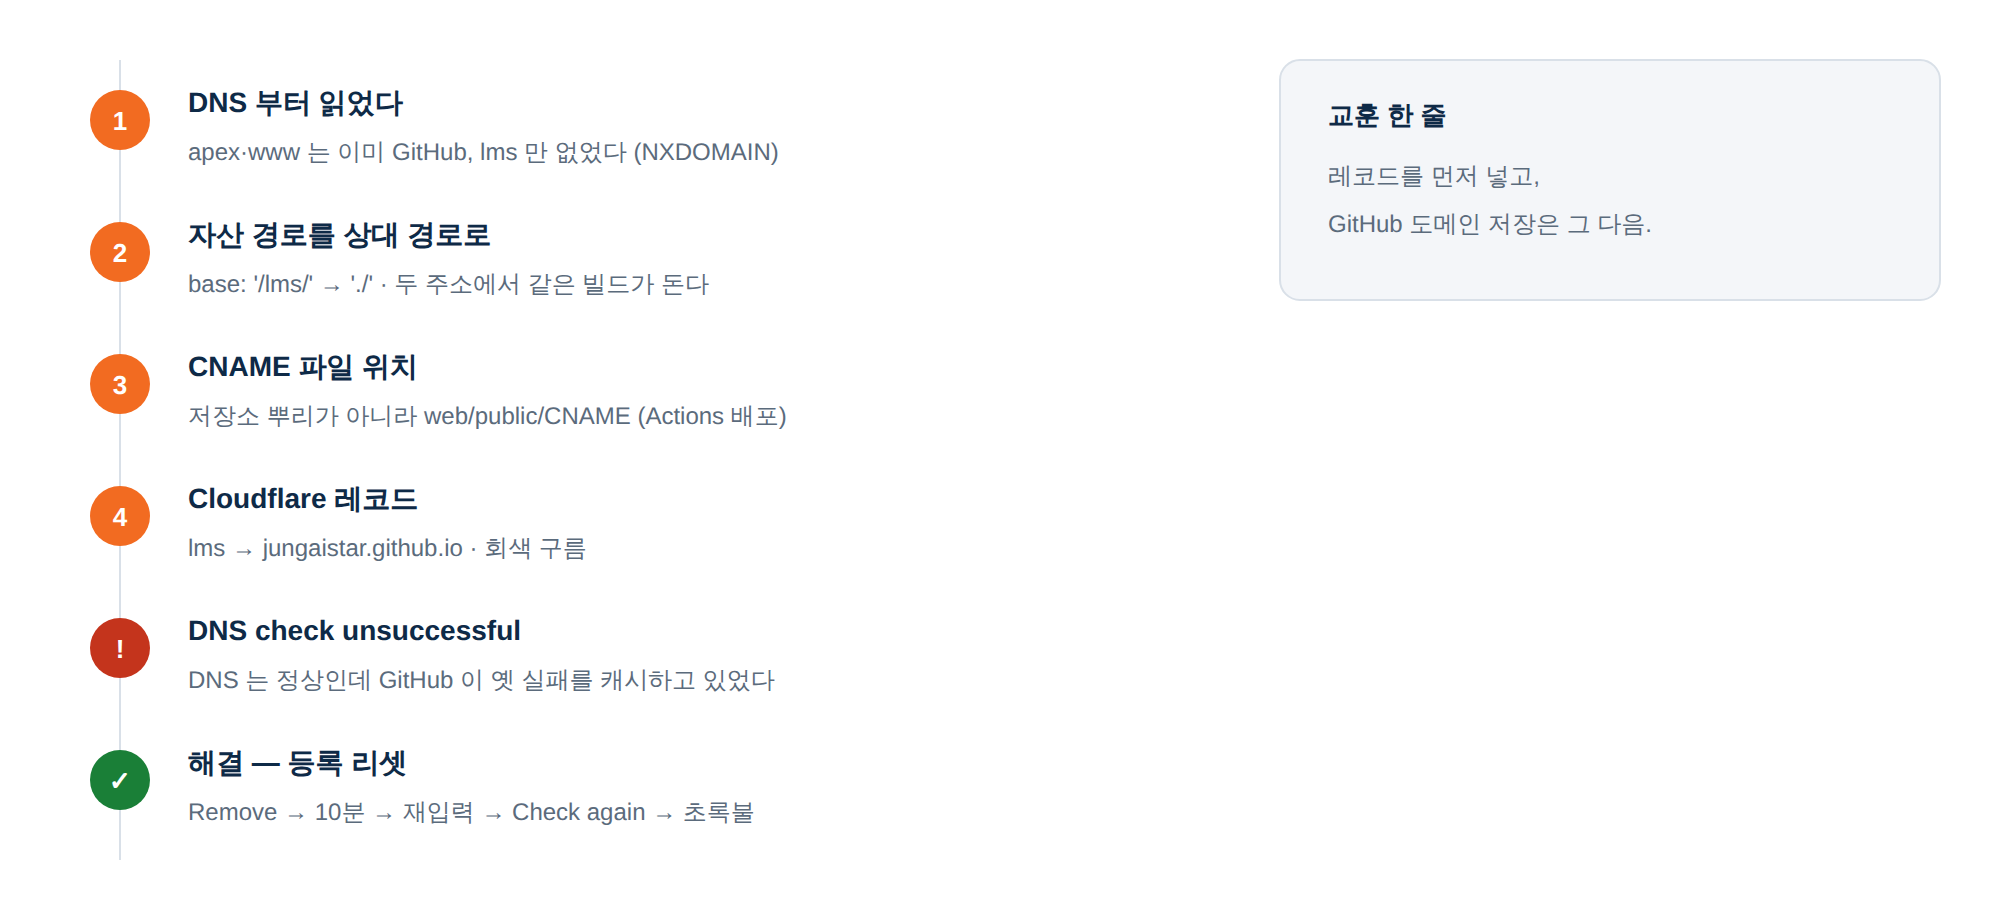 1
DNS 부터 읽었다
apex·www 는 이미 GitHub, lms 만 없었다 (NXDOMAIN)
2
자산 경로를 상대 경로로
base: '/lms/' → './' · 두 주소에서 같은 빌드가 돈다
3
CNAME 파일 위치
저장소 뿌리가 아니라 web/public/CNAME (Actions 배포)
4
Cloudflare 레코드
lms → jungaistar.github.io · 회색 구름
!
DNS check unsuccessful
DNS 는 정상인데 GitHub 이 옛 실패를 캐시하고 있었다
✓
해결 — 등록 리셋
Remove → 10분 → 재입력 → Check again → 초록불
교훈 한 줄
레코드를 먼저 넣고,
GitHub 도메인 저장은 그 다음.